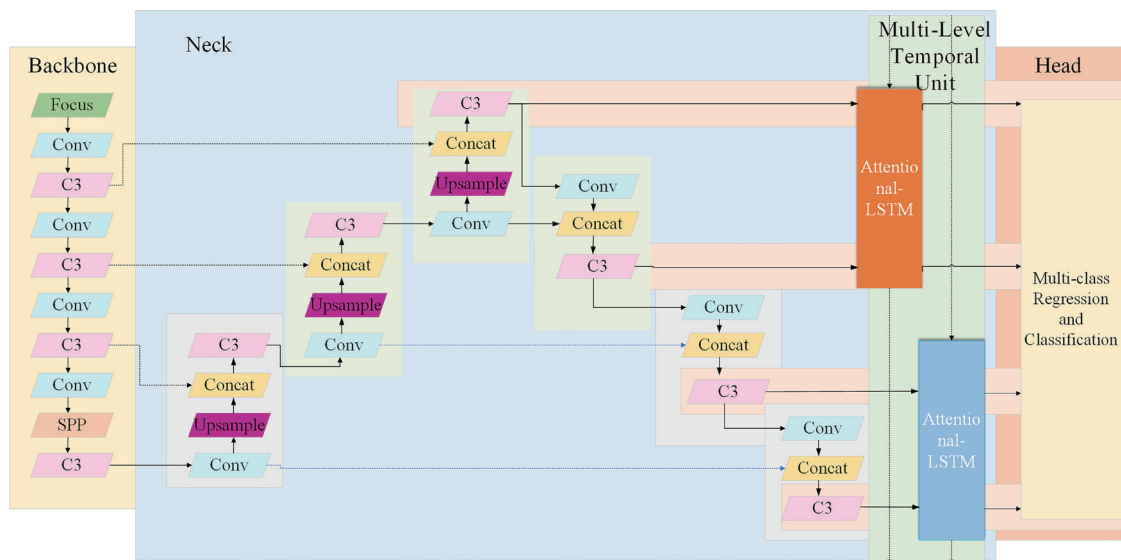 Neck
Multi-Level
Temporal
Unit
Backbone
Head
Focus
Conv
C3
Conv
C3
Conv
C3
Conv
SPP
C3
C3
Concat
Upsample
Conv
C3
Concat
Upsample
Conv
C3
Concat
Upsample
Conv
Conv
Concat
C3
Conv
Concat
C3
Conv
Concat
C3
Attentio
nal-
LSTM
Attentio
nal-
LSTM
Multi-class
Regression
and
Classification